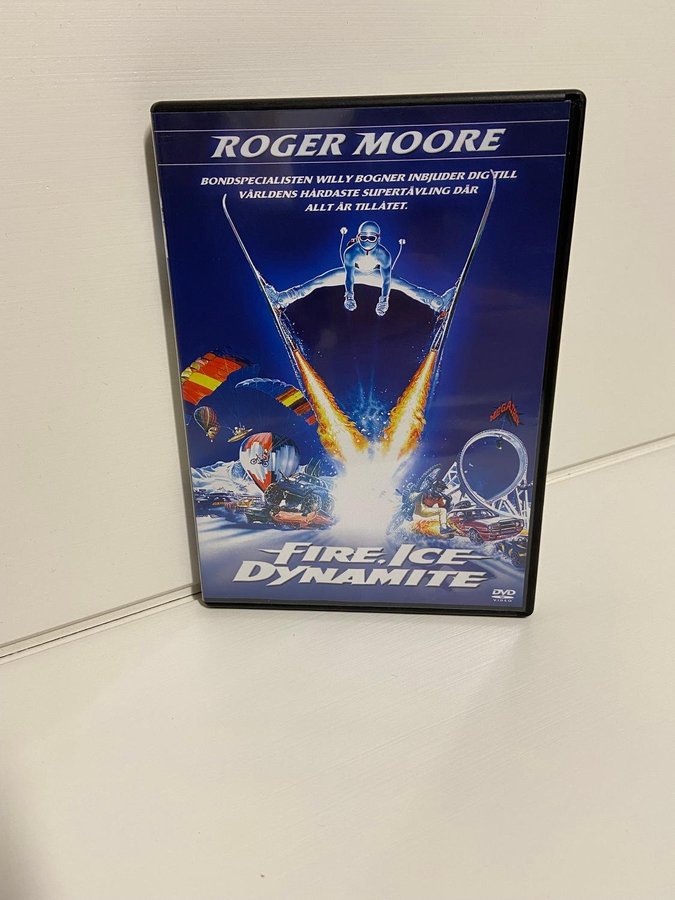 ROGER MOORE
BONDSPECIALISTEN WILLY BOGNER INBJUDER DIG TILL
VÄRLDENS HÅRDASTE SUPERTÄVLING DÄR
ALLT ÄR TILLÅTET.
FIRE, ICE
DYNAMITE
DVD
VIDEO